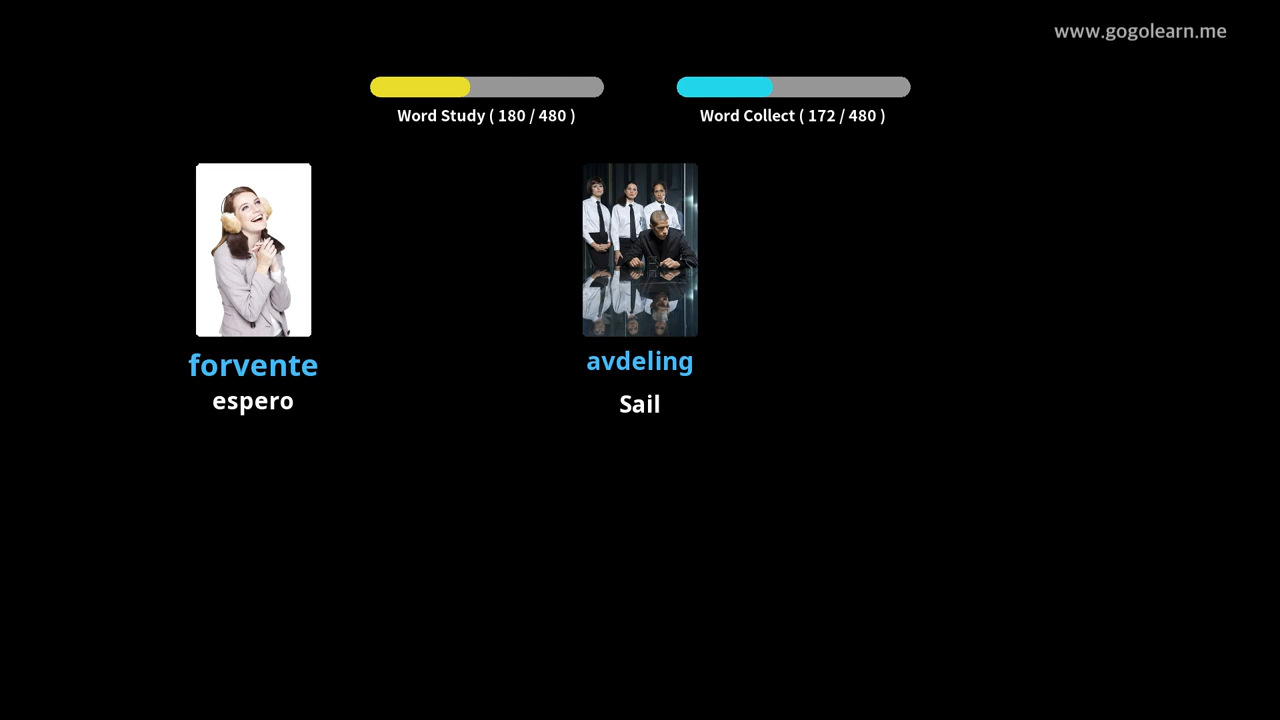 www.gogolearn.me
Word Study ( 180 / 480 )
Word Collect ( 172 / 480 )
forvente
espero
avdeling
Sail